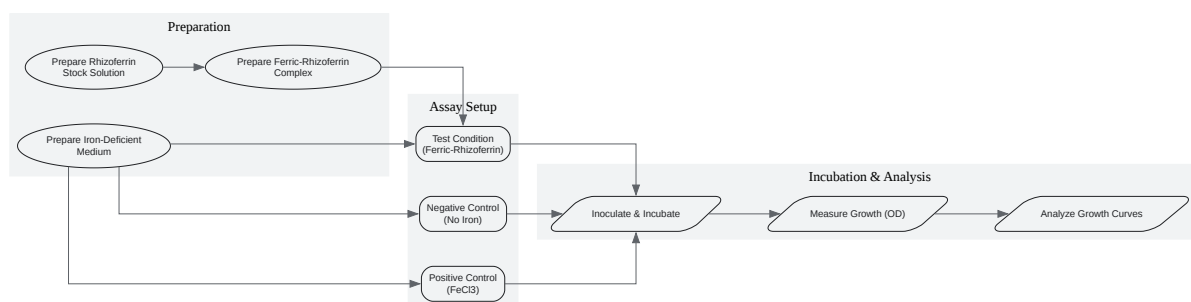 Preparation
Prepare Rhizoferrin
Stock Solution
Prepare Ferric-Rhizoferrin
Complex
Prepare Iron-Deficient
Medium
Assay Setup
Test Condition
(Ferric-Rhizoferrin)
Negative Control
(No Iron)
Positive Control
(FeCl3)
Incubation & Analysis
Inoculate & Incubate
Measure Growth (OD)
Analyze Growth Curves